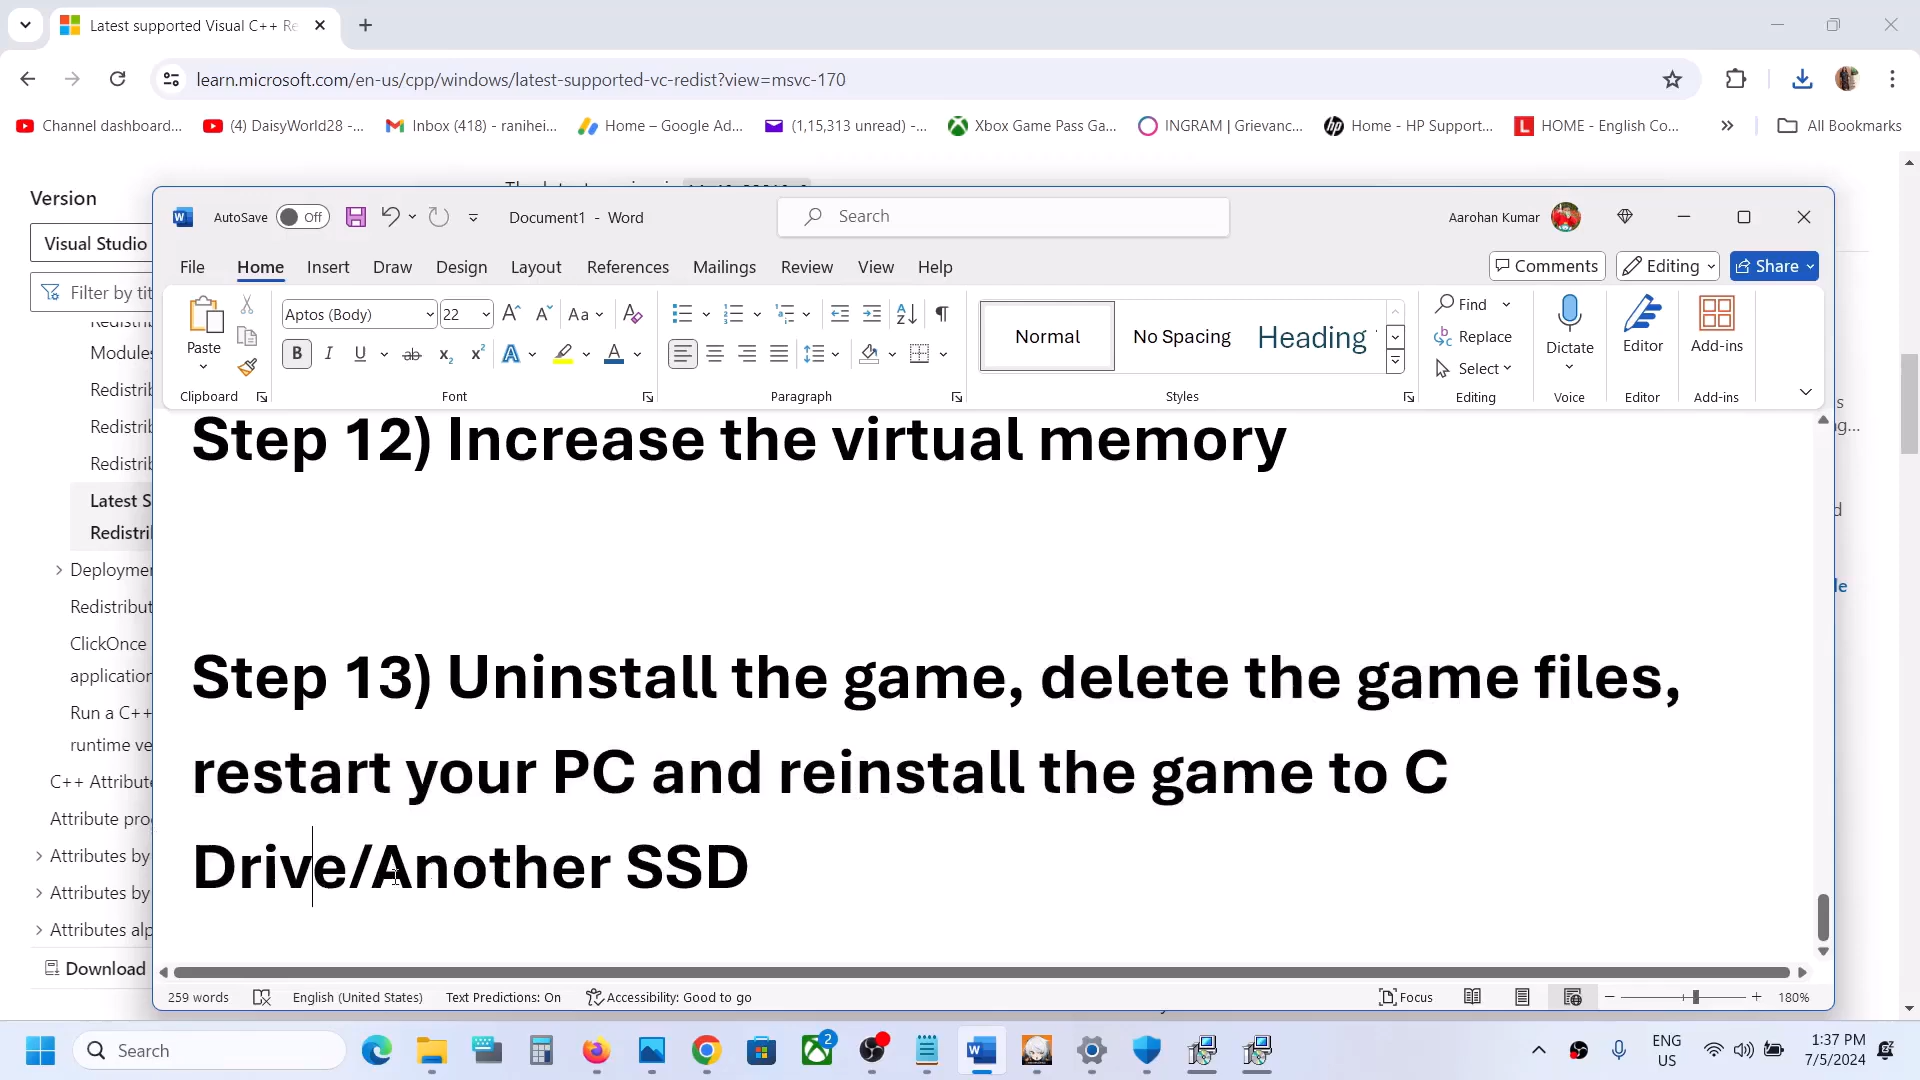 Latest supported Visual C++ Re
learn.microsoft.com/en-us/cpp/windows/latest-supported-vc-redist?view=msvc-170
Channel dashboard...
(4) DaisyWorld28 -...
Inbox (418) - ranihei...
Home – Google Ad...
(1,15,313 unread) -...
Xbox Game Pass Ga...
INGRAM | Grievanc...
Home - HP Support...
HOME - English Co...
All Bookmarks
Version
Visual Studio
Filter by tit
Modules
Redistrib
Redistrib
Redistrib
Latest S
Redistril
Deploymen
Redistribut
ClickOnce
application
Run a C++
runtime ve
C++ Attribute
Attribute pro
Attributes by
Attributes by
Attributes alp
Download
AutoSave Off
Document1 - Word
Search
Aarohan Kumar
File Home Insert Draw Design Layout References Mailings Review View Help
Comments Editing Share
Paste
Clipboard
Aptos (Body) 22
Font
Paragraph
Normal No Spacing Heading
Styles
Find
Replace
Select
Editing
Dictate
Voice
Editor
Editor
Add-ins
Add-ins
Step 12) Increase the virtual memory
Step 13) Uninstall the game, delete the game files,
restart your PC and reinstall the game to C
Drive/Another SSD
259 words English (United States) Text Predictions: On Accessibility: Good to go Focus 180%
Search
2
ENG
US
1:37 PM
7/5/2024